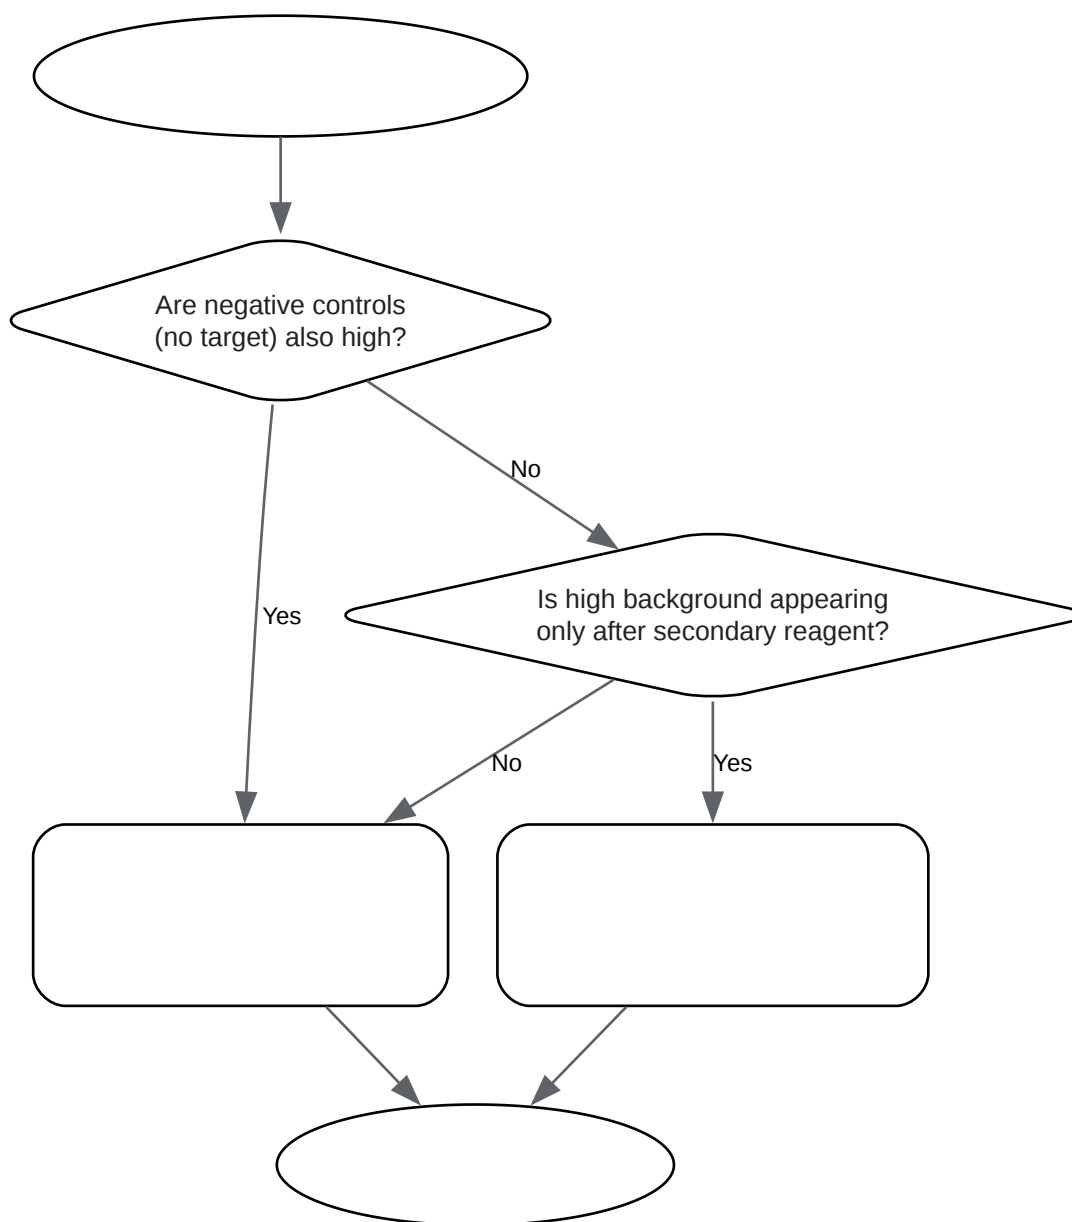 Are negative controls
(no target) also high?
No
Is high background appearing
only after secondary reagent?
Yes
No
Yes